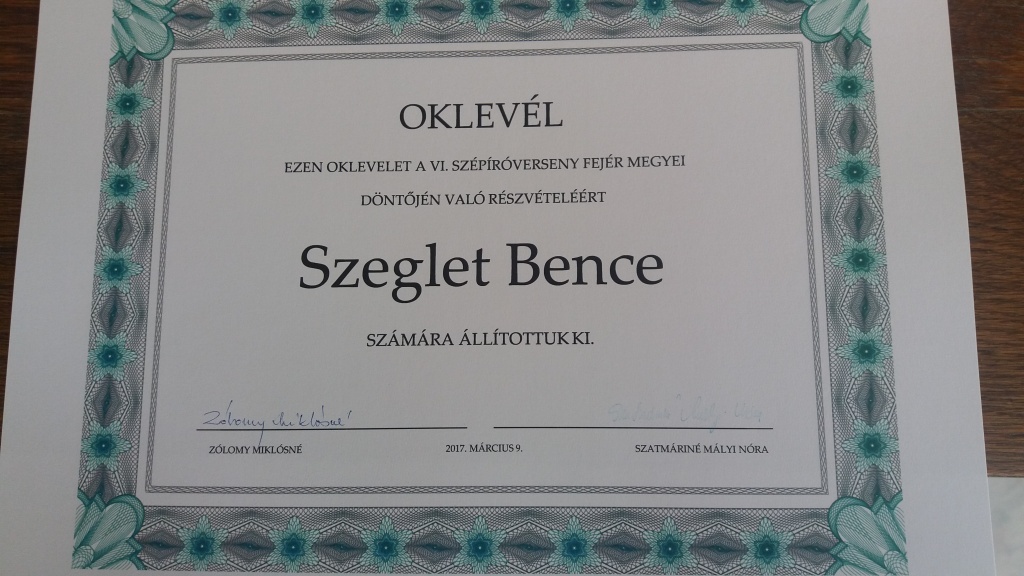 OKLEVÉL
EZEN OKLEVELET A VI. SZÉPÍRÓVERSENY FEJÉR MEGYEI
DÖNTŐJÉN VALÓ RÉSZVÉTELÉÉRT
Szeglet Bence
SZÁMÁRA ÁLLÍTOTTUK KI.
Zólomy Miklósné
ZÓLOMY MIKLÓSNÉ 2017. MÁRCIUS 9. SZATMÁRINÉ MÁLYI NÓRA